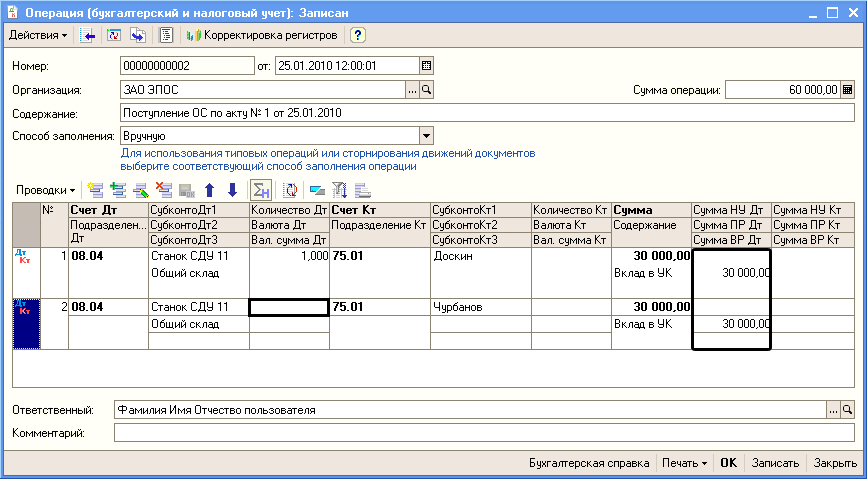 Операция (бухгалтерский и налоговый учет): Записан
Действия Корректировка регистров ?
Номер: 00000000002 от: 25.01.2010 12:00:01
Организация: ЗАО ЭПОС ... Сумма операции: 60 000,00
Содержание: Поступление ОС по акту № 1 от 25.01.2010
Способ заполнения: Вручную
Для использования типовых операций или сторнирования движений документов
выберите соответствующий способ заполнения операции
Проводки
№ Счет Дт СубконтоДт1 Количество Дт Счет Кт СубконтоКт1 Количество Кт Сумма Сумма НУ Дт Сумма НУ Кт
Подразделен... Дт СубконтоДт2 Валюта Дт Подразделение Кт СубконтоКт2 Валюта Кт Содержание Сумма ПР Дт Сумма ПР Кт
СубконтоДт3 Вал. сумма Дт СубконтоКт3 Вал. сумма Кт Сумма ВР Дт Сумма ВР Кт
Дт Кт 1 08.04 Станок СДУ 11 1,000 75.01 Доскин 30 000,00
Общий склад Вклад в УК 30 000,00
Дт Кт 2 08.04 Станок СДУ 11 75.01 Чурбанов 30 000,00
Общий склад Вклад в УК 30 000,00
Ответственный: Фамилия Имя Отчество пользователя ...
Комментарий:
Бухгалтерская справка Печать OK Записать Закрыть